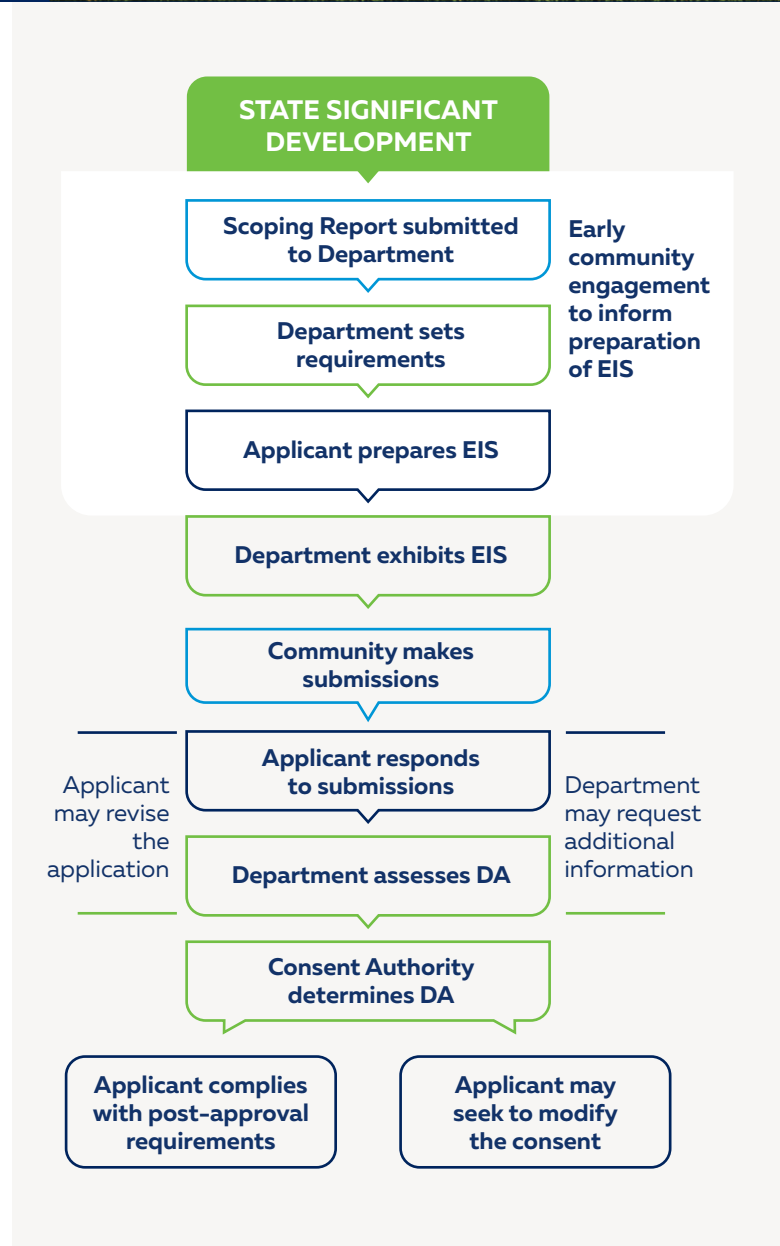 STATE SIGNIFICANT
DEVELOPMENT
Scoping Report submitted
to Department
Early
community
engagement
to inform
preparation
of EIS
Department sets
requirements
Applicant prepares EIS
Department exhibits EIS
Community makes
submissions
Applicant responds
to submissions
Applicant
may revise
the
application
Department
may request
additional
information
Department assesses DA
Consent Authority
determines DA
Applicant complies
with post-approval
requirements
Applicant may
seek to modify
the consent